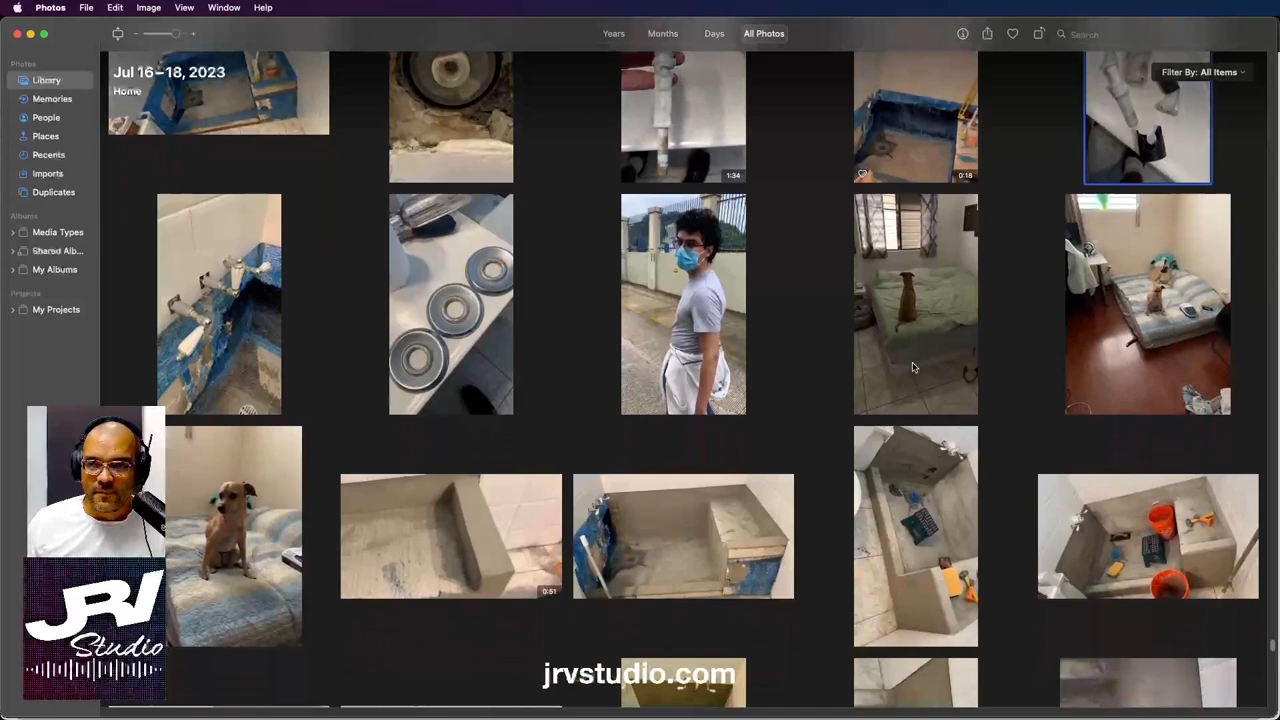 Photos File Edit Image View Window Help
Years Months Days All Photos Search
Photos
Library
Memories
People
Places
Recents
Imports
Duplicates
Albums
Media Types
Shared Alb...
My Albums
Projects
My Projects
Jul 16–18, 2023
Home
Filter By: All Items
1:34
0:16
0:51
JRV
Studio
jrvstudio.com